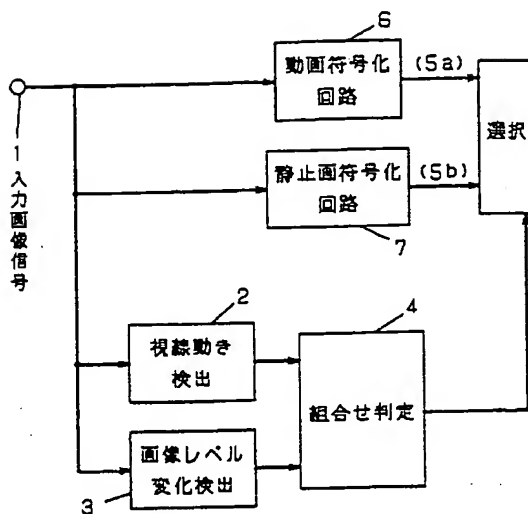 6
動画符号化
回路
(5a)
選択
1
入力画像信号
静止画符号化
回路
(5b)
7
2
視線動き
検出
4
組合せ判定
画像レベル
変化検出
3